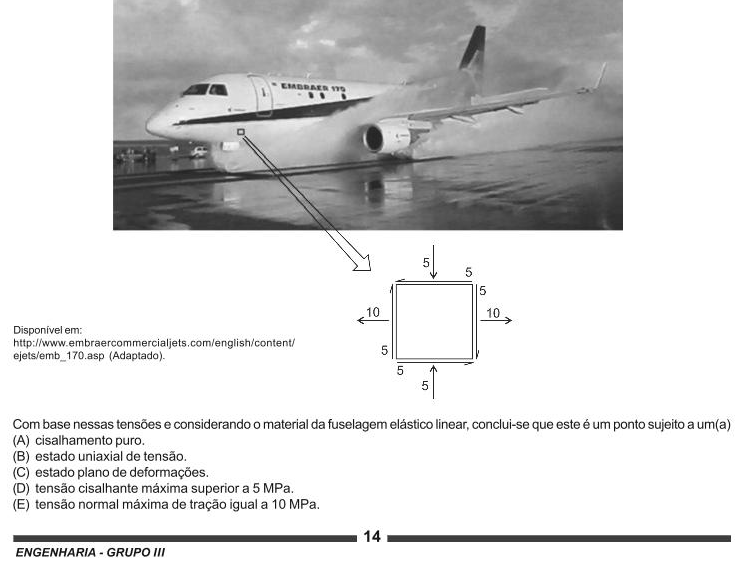 EMBRAER 170
5
5
5
10
10
5
5
5
Disponível em:
http://www.embraercommercialjets.com/english/content/
ejets/emb_170.asp (Adaptado).
Com base nessas tensões e considerando o material da fuselagem elástico linear, conclui-se que este é um ponto sujeito a um(a)
(A) cisalhamento puro.
(B) estado uniaxial de tensão.
(C) estado plano de deformações.
(D) tensão cisalhante máxima superior a 5 MPa.
(E) tensão normal máxima de tração igual a 10 MPa.
14
ENGENHARIA - GRUPO III